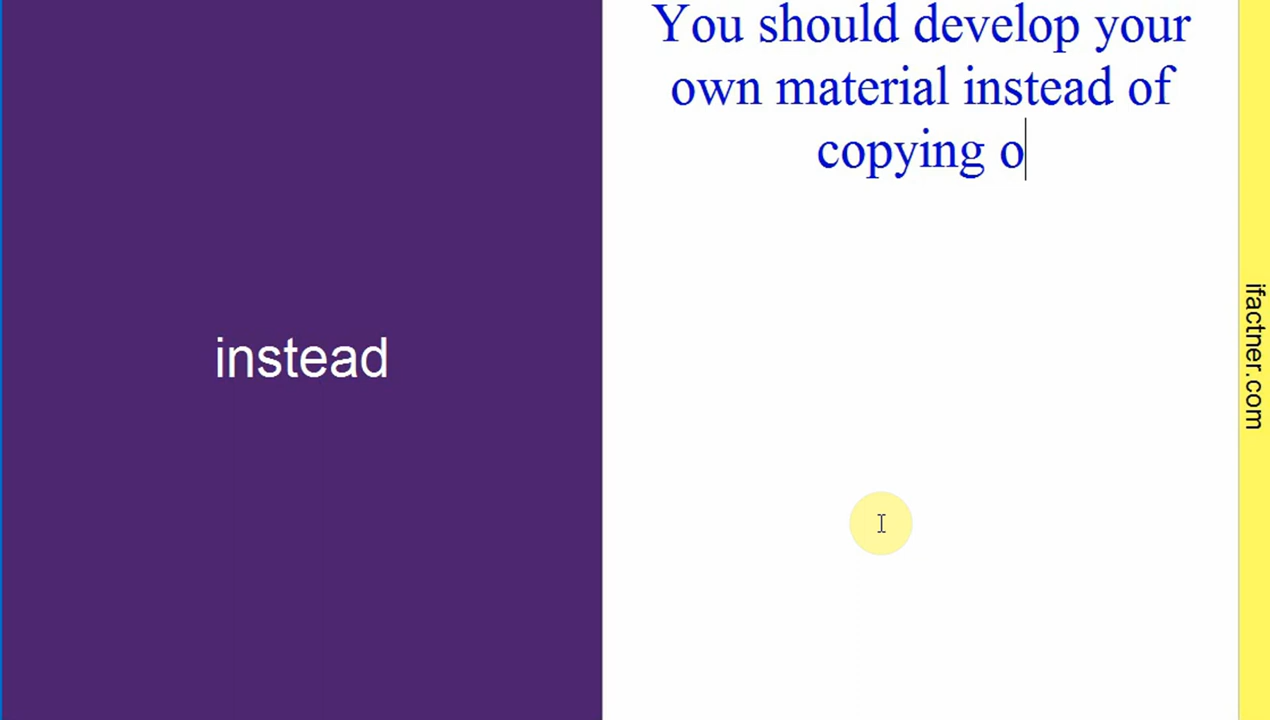 instead
You should develop your
own material instead of
copying o
ifactner.com